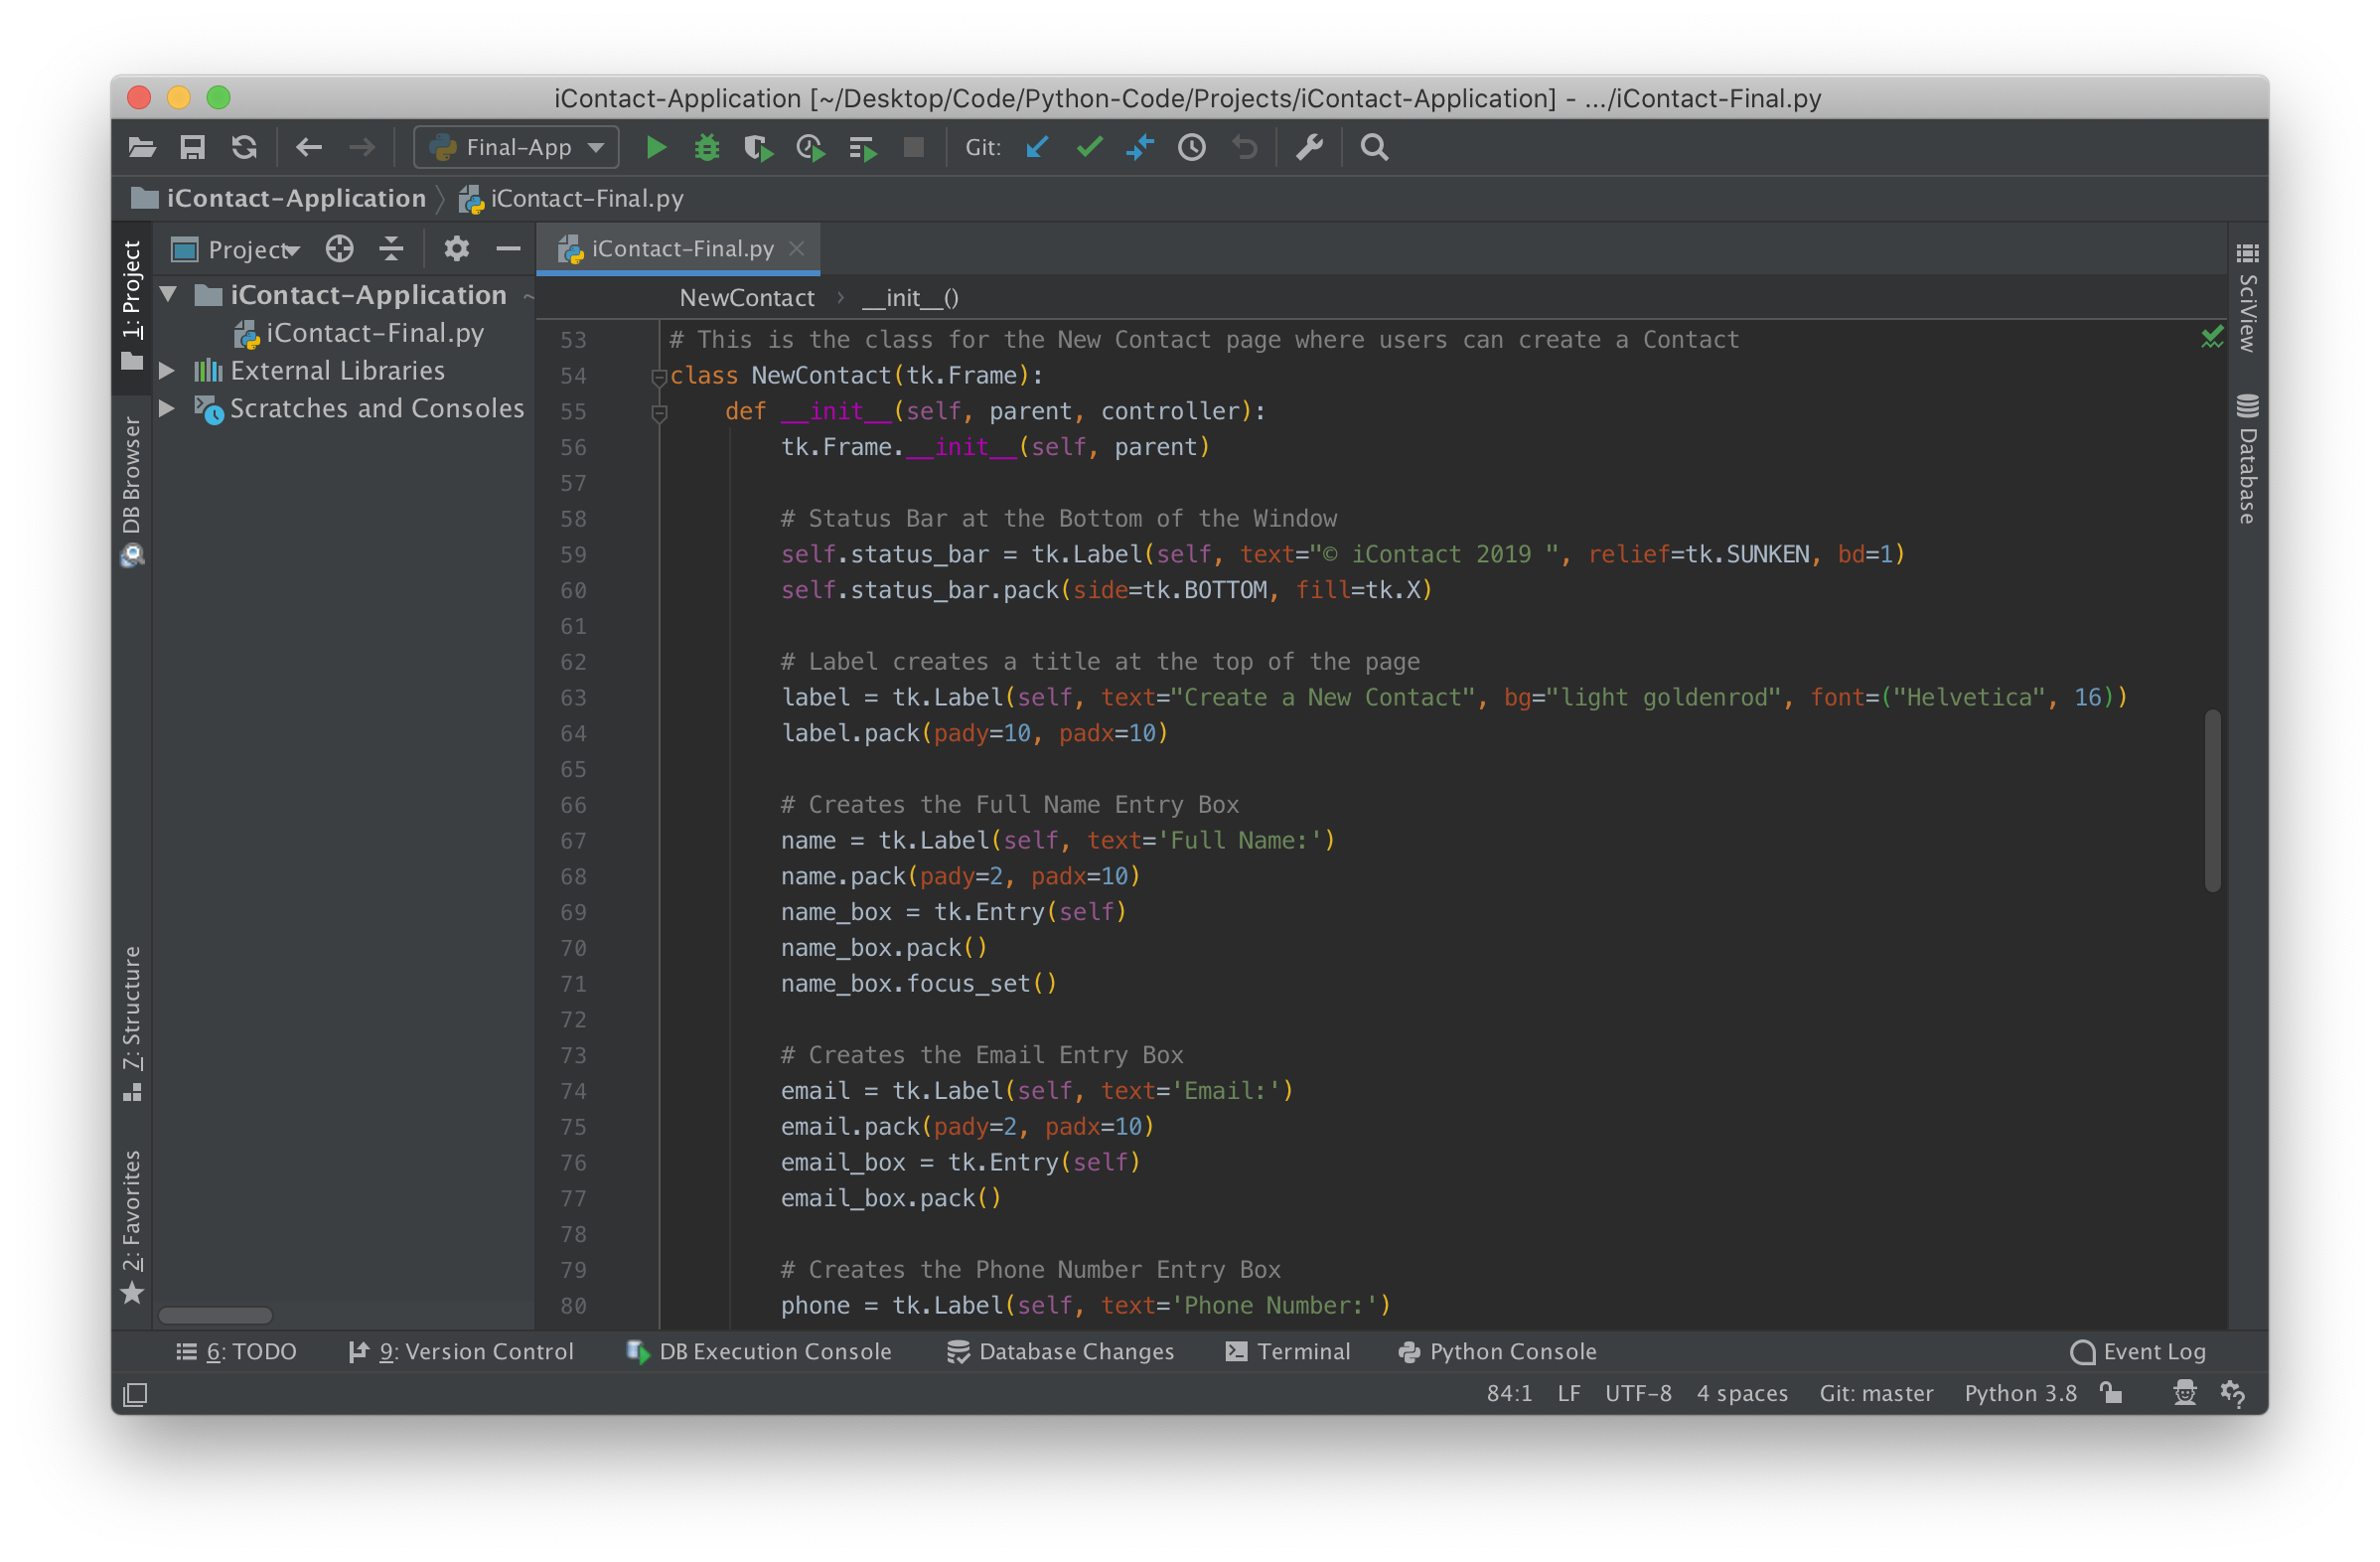 iContact-Application [~/Desktop/Code/Python-Code/Projects/iContact-Application] - .../iContact-Final.py
Final-App
Git:
iContact-Application
iContact-Final.py
1: Project
DB Browser
7: Structure
2: Favorites
Project
iContact-Application ~
iContact-Final.py
External Libraries
Scratches and Consoles
iContact-Final.py
NewContact › __init__()
53 # This is the class for the New Contact page where users can create a Contact
54 class NewContact(tk.Frame):
55     def __init__(self, parent, controller):
56         tk.Frame.__init__(self, parent)
57
58         # Status Bar at the Bottom of the Window
59         self.status_bar = tk.Label(self, text="© iContact 2019 ", relief=tk.SUNKEN, bd=1)
60         self.status_bar.pack(side=tk.BOTTOM, fill=tk.X)
61
62         # Label creates a title at the top of the page
63         label = tk.Label(self, text="Create a New Contact", bg="light goldenrod", font=("Helvetica", 16))
64         label.pack(pady=10, padx=10)
65
66         # Creates the Full Name Entry Box
67         name = tk.Label(self, text='Full Name:')
68         name.pack(pady=2, padx=10)
69         name_box = tk.Entry(self)
70         name_box.pack()
71         name_box.focus_set()
72
73         # Creates the Email Entry Box
74         email = tk.Label(self, text='Email:')
75         email.pack(pady=2, padx=10)
76         email_box = tk.Entry(self)
77         email_box.pack()
78
79         # Creates the Phone Number Entry Box
80         phone = tk.Label(self, text='Phone Number:')
SciView
Database
6: TODO
9: Version Control
DB Execution Console
Database Changes
Terminal
Python Console
Event Log
84:1 LF UTF-8 4 spaces Git: master Python 3.8